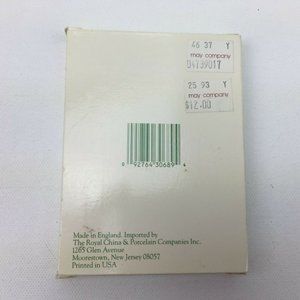 46 37 Y
may company
04739017
25 93 Y
may company
$12.00
0 92764 30689 4
Made in England. Imported by
The Royal China & Porcelain Companies Inc.
1265 Glen Avenue
Moorestown, New Jersey 08057
Printed in USA